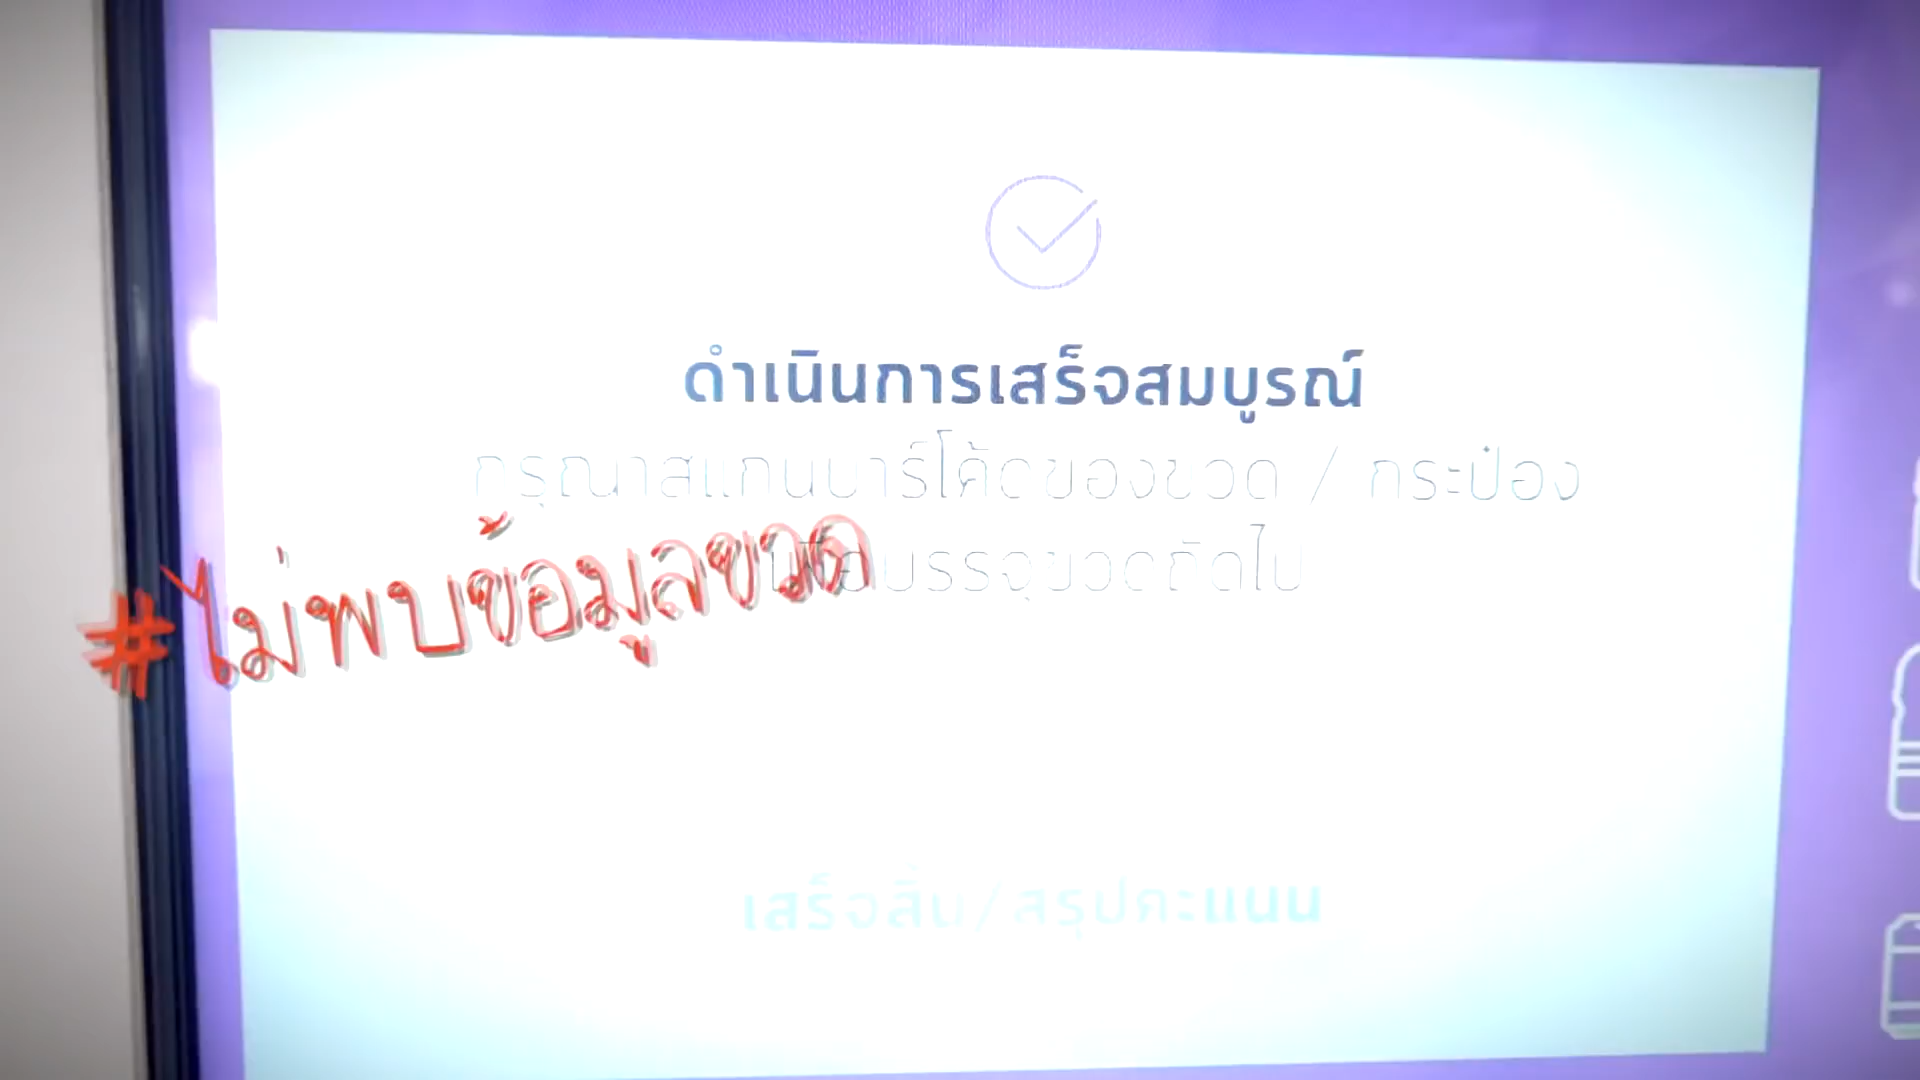 ดำเนินการเสร็จสมบูรณ์
กรุณาสแกนบาร์โค้ดของขวด / กระป๋อง
เพื่อบรรจุขวดถัดไป
#ไม่พบข้อมูลขวด
เสร็จสิ้น/สรุปคะแนน